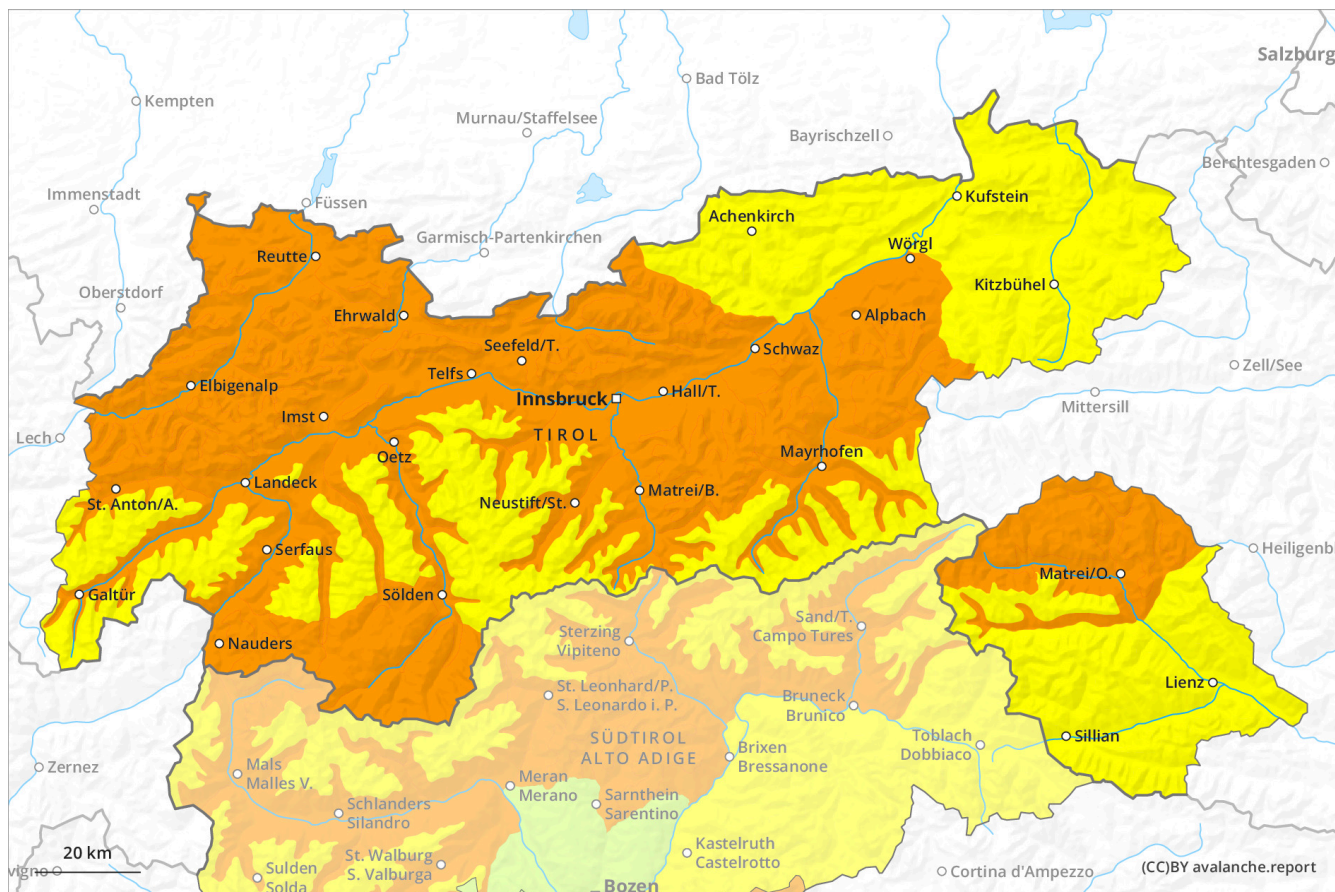 Salzburg
Bad Tölz
Kempten
Murnau/Staffelsee
Bayrischzell
Berchtesgaden
Immenstadt
Füssen
Kufstein
Achenkirch
Garmisch-Partenkirchen
Wörgl
Reutte
Kitzbühel
Oberstdorf
Ehrwald
Alpbach
Seefeld/T.
Schwaz
Zell/See
Telfs
Elbigenalp
Hall/T.
Innsbruck
Mittersill
Imst
TIROL
Lech
Oetz
Mayrhofen
Landeck
Matrei/B.
St. Anton/A.
Neustift/St.
Serfaus
Heiligenb
Matrei/O.
Galtür
Sölden
Sand/T.
Campo Tures
Sterzing
Vipiteno
Nauders
St. Leonhard/P.
S. Leonardo i. P.
Bruneck
Brunico
Lienz
SÜDTIROL
ALTO ADIGE
Toblach
Dobbiaco
Sillian
Brixen
Bressanone
Zernez
Mals
Malles V.
Meran
Merano
Sarnthein
Sarentino
Schlanders
Silandro
Kastelruth
Castelrotto
20 km
St. Walburg
S. Valburga
vigno
Cortina d'Ampezzo
(CC)BY avalanche.report
Sulden
Solda
Bozen